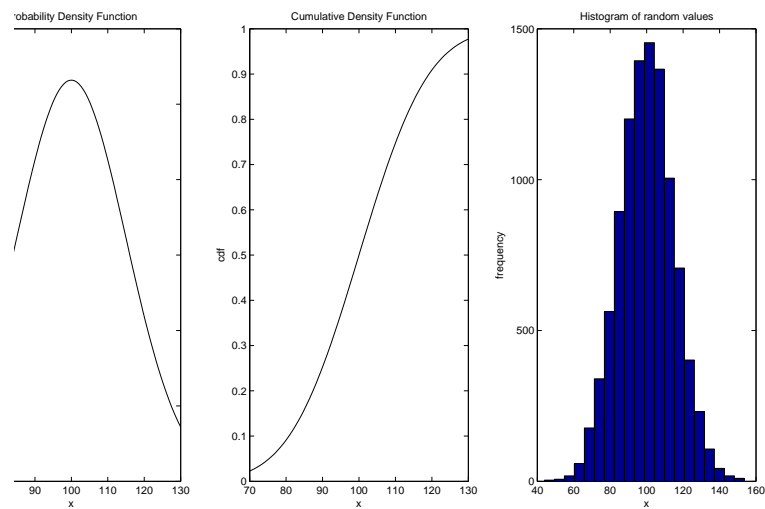 robability Density Function
90 100 110 120 130
x
Cumulative Density Function
1
0.9
0.8
0.7
0.6
0.5
0.4
0.3
0.2
0.1
0
cdf
70 80 90 100 110 120 130
x
Histogram of random values
1500
1000
500
0
frequency
40 60 80 100 120 140 160
x